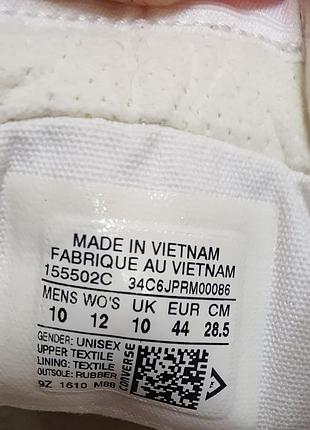 MADE IN VIETNAM
FABRIQUE AU VIETNAM
155502C 34C6JPRM00086
MENS WO'S UK EUR CM
10 12 10 44 28.5
GENDER: UNISEX
UPPER TEXTILE
LINING: TEXTILE
OUTSOLE: RUBBER
9Z 1610 M88
CONVERSE